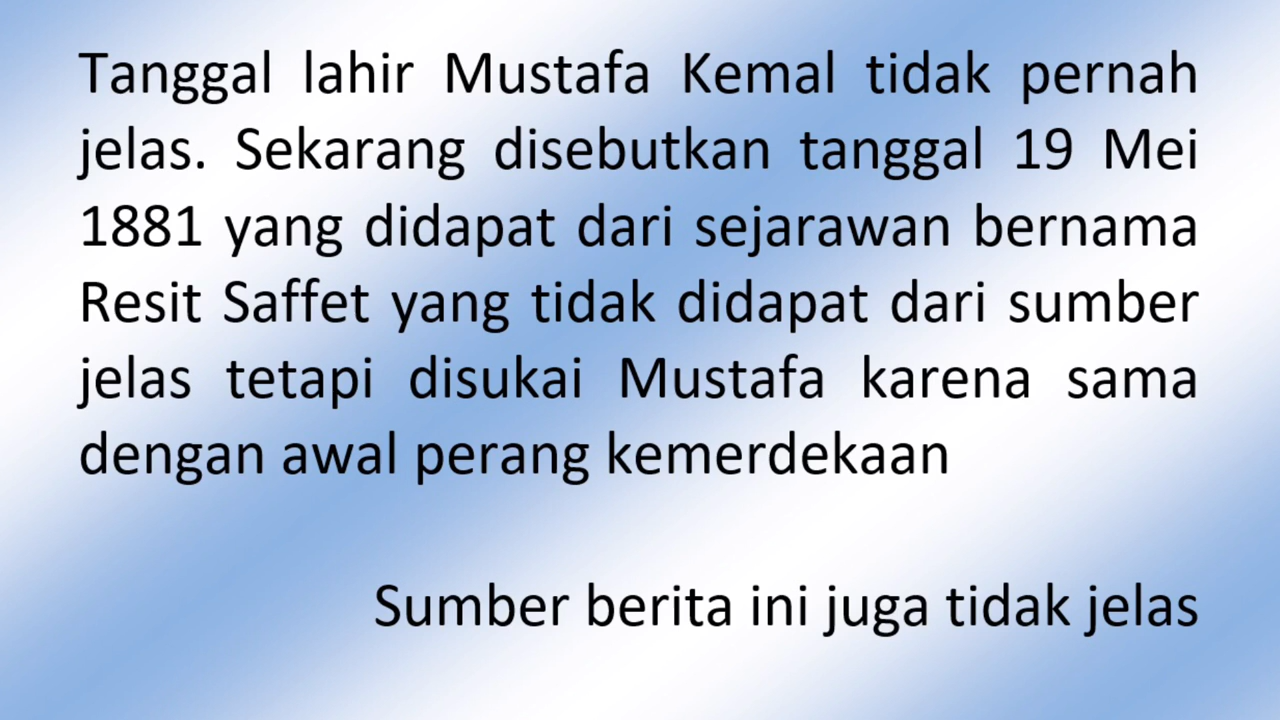 Tanggal lahir Mustafa Kemal tidak pernah
jelas. Sekarang disebutkan tanggal 19 Mei
1881 yang didapat dari sejarawan bernama
Resit Saffet yang tidak didapat dari sumber
jelas tetapi disukai Mustafa karena sama
dengan awal perang kemerdekaan
Sumber berita ini juga tidak jelas